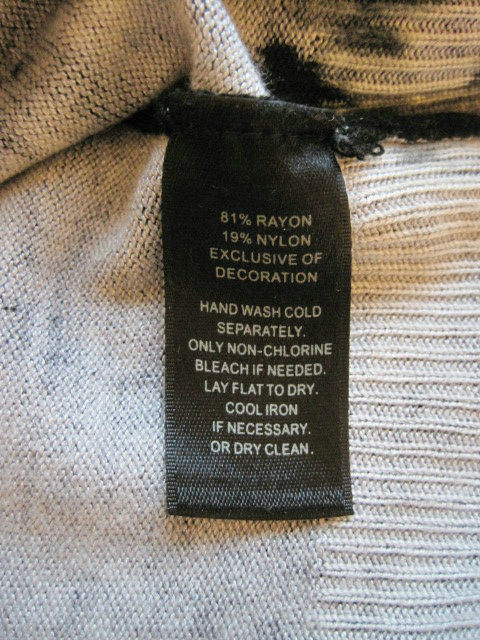 81% RAYON
19% NYLON
EXCLUSIVE OF
DECORATION
HAND WASH COLD
SEPARATELY.
ONLY NON-CHLORINE
BLEACH IF NEEDED.
LAY FLAT TO DRY.
COOL IRON
IF NECESSARY.
OR DRY CLEAN.